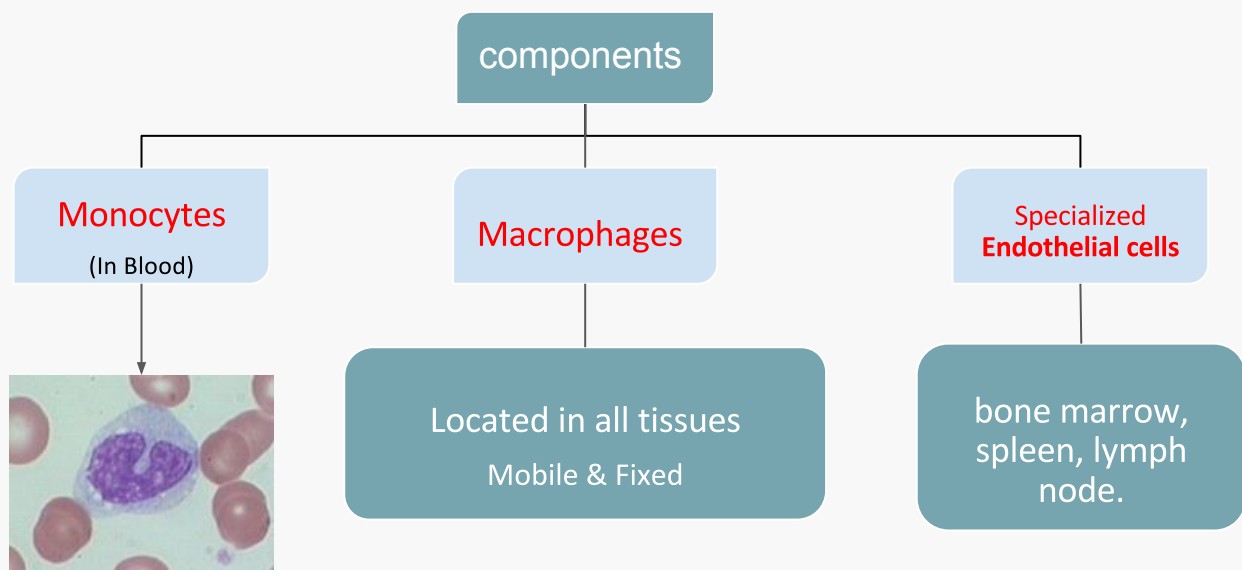 components
Monocytes
(In Blood)
Macrophages
Specialized
Endothelial cells
Located in all tissues
Mobile & Fixed
bone marrow,
spleen, lymph
node.